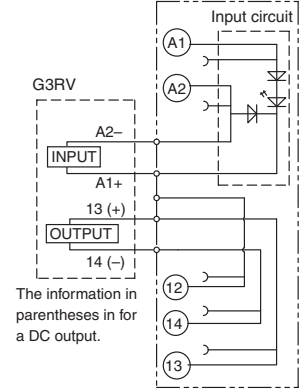 Input circuit
A1
G3RV
A2
A2–
INPUT
A1+
13 (+)
OUTPUT
14 (–)
12
14
13
The information in
parentheses in for
a DC output.